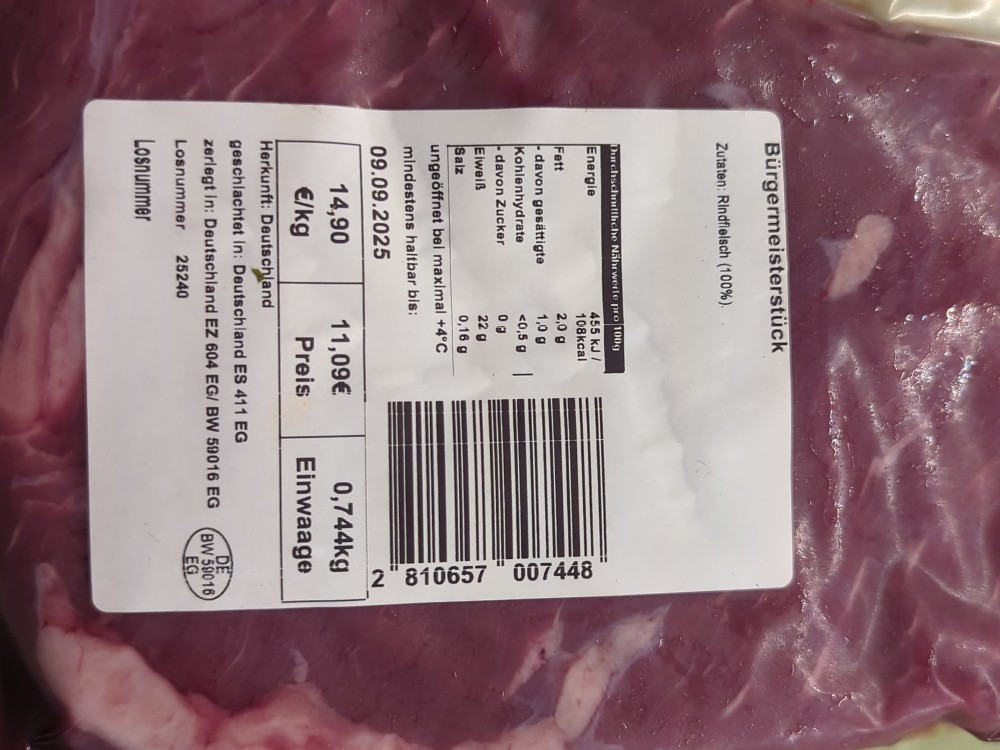 Bürgermeisterstück
Zutaten: Rindfleisch (100%).
Durchschnittliche Nährwerte pro 100g
Energie 455 kJ /
108kcal
Fett 2,0 g
- davon gesättigte 1,0 g
Kohlenhydrate <0,5 g
- davon Zucker 0 g
Eiweiß 22 g
Salz 0,16 g
ungeöffnet bei maximal +4°C
mindestens haltbar bis:
09.09.2025
2 810657 007448
14,90 11,09€ 0,744kg
€/kg Preis Einwaage
Herkunft: Deutschland
geschlachtet in: Deutschland ES 411 EG
zerlegt in: Deutschland EZ 604 EG/ BW 59016 EG
Losnummer 25240
DE
BW 59016
EG
Losnummer